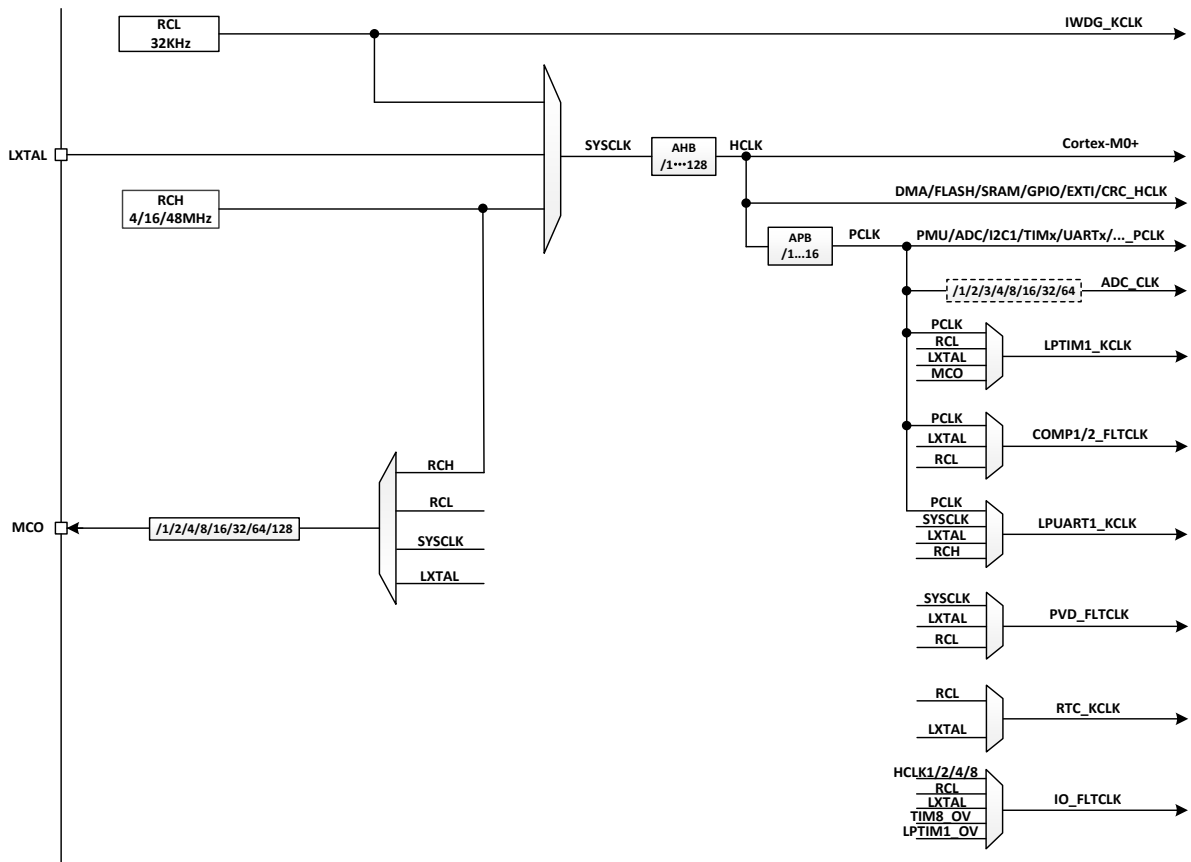 RCL
32KHz
IWDG_KCLK
LXTAL
SYSCLK
AHB
/1•••128
HCLK
Cortex-M0+
RCH
4/16/48MHz
DMA/FLASH/SRAM/GPIO/EXTI/CRC_HCLK
APB
/1...16
PCLK
PMU/ADC/I2C1/TIMx/UARTx/..._PCLK
/1/2/3/4/8/16/32/64
ADC_CLK
PCLK
RCL
LXTAL
MCO
LPTIM1_KCLK
PCLK
LXTAL
RCL
COMP1/2_FLTCLK
RCH
RCL
SYSCLK
LXTAL
MCO
/1/2/4/8/16/32/64/128
PCLK
SYSCLK
LXTAL
RCH
LPUART1_KCLK
SYSCLK
LXTAL
RCL
PVD_FLTCLK
RCL
LXTAL
RTC_KCLK
HCLK1/2/4/8
RCL
LXTAL
TIM8_OV
LPTIM1_OV
IO_FLTCLK